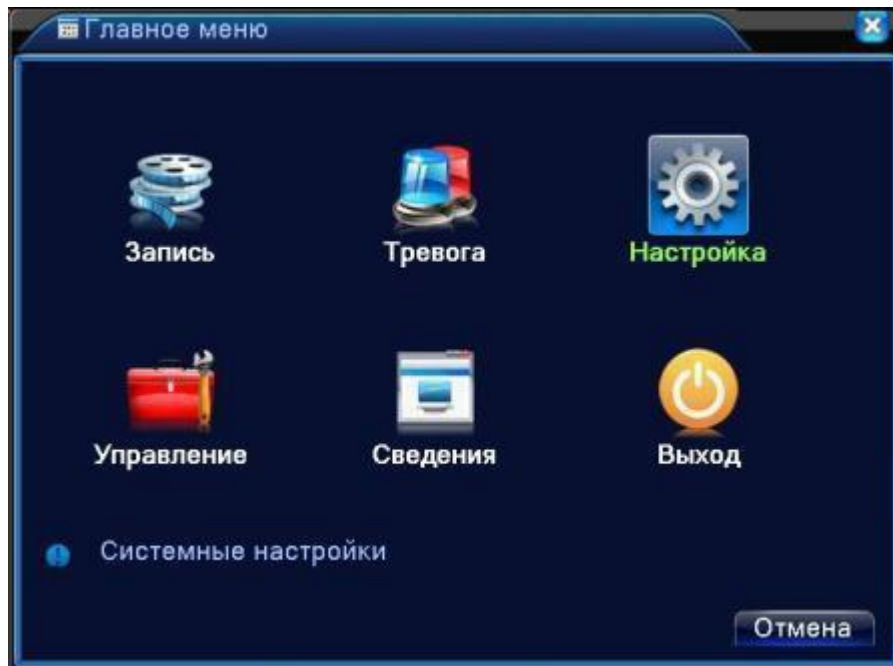 Главное меню
Запись
Тревога
Настройка
Управление
Сведения
Выход
Системные настройки
Отмена